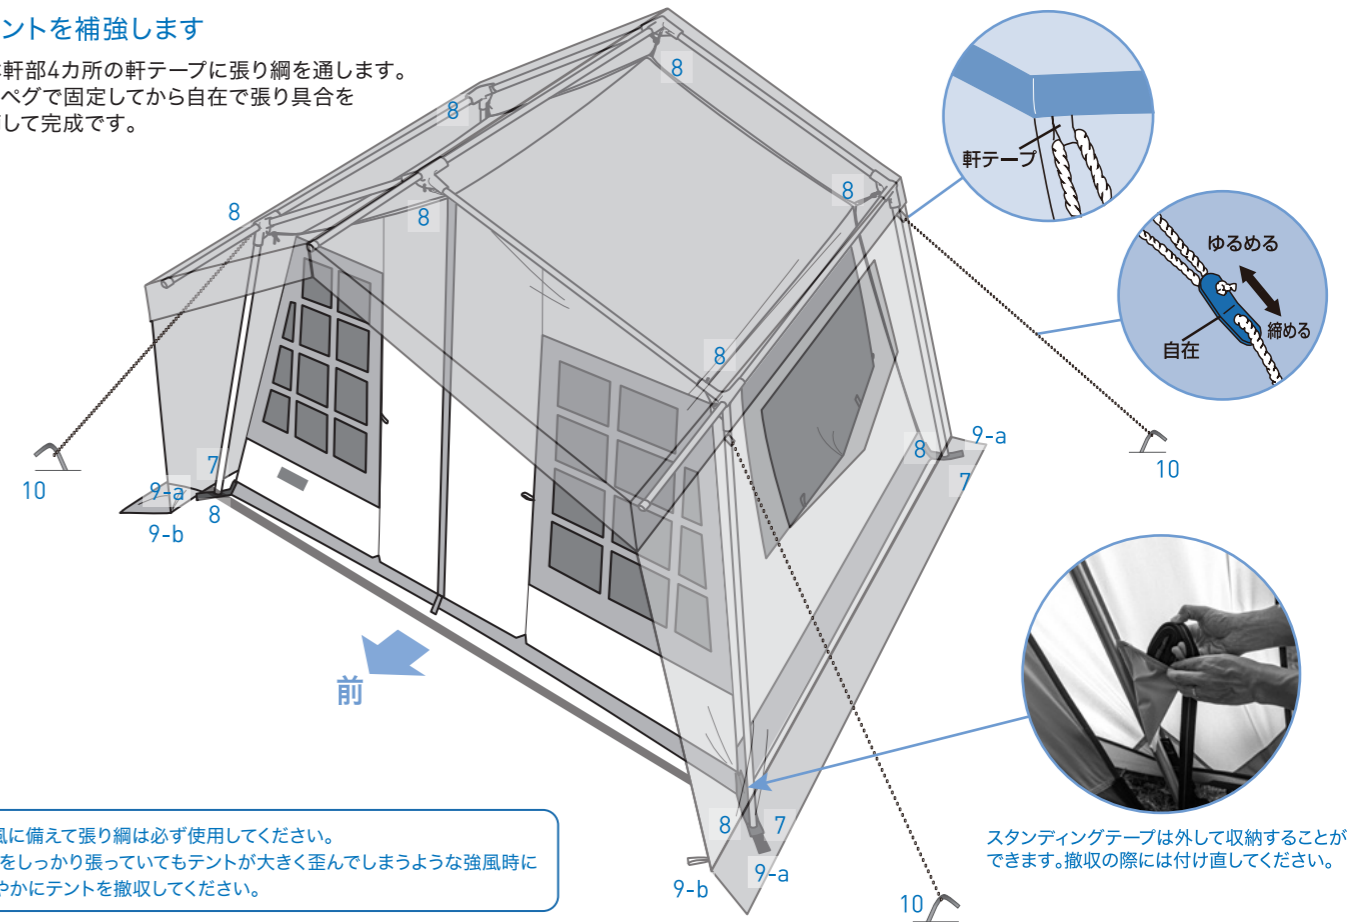 ントを補強します
軒部4カ所の軒テープに張り綱を通します。
ペグで固定してから自在で張り具合を
して完成です。
8
8
8
8
8
8
軒テープ
ゆるめる
締める
自在
10
10
7
9-a
8
9-b
8
9-a
7
前
8
7
9-a
9-b
10
風に備えて張り綱は必ず使用してください。
をしっかり張っていてもテントが大きく歪んでしまうような強風時に
やかにテントを撤収してください。
スタンディングテープは外して収納することが
できます。撤収の際には付け直してください。